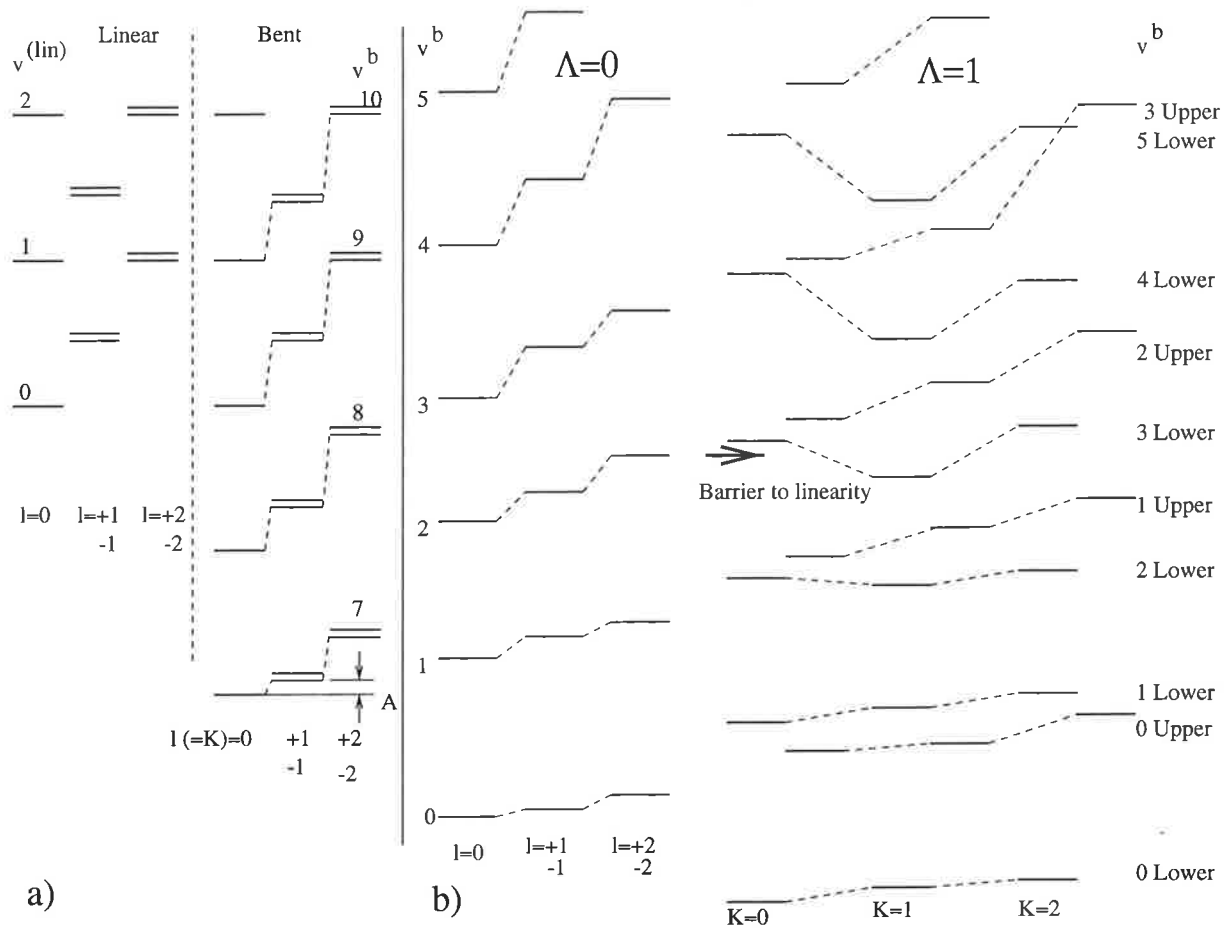 v (lin)
Linear
Bent
v b
2
1
0
10
9
8
7
A
l=0
l=+1
-1
l=+2
-2
l (=K)=0
+1
-1
+2
-2
a)
v b
Λ=0
5
4
3
2
1
0
l=0
l=+1
-1
l=+2
-2
b)
Λ=1
v b
3 Upper
5 Lower
4 Lower
2 Upper
3 Lower
Barrier to linearity
1 Upper
2 Lower
1 Lower
0 Upper
0 Lower
K=0
K=1
K=2